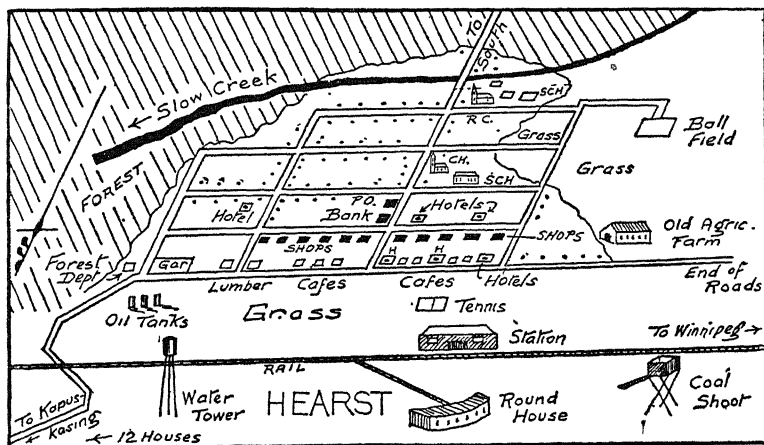 TO
South
← Slow Creek
SCH
R.C.
Grass
Ball
Field
FOREST
CH.
SCH
Grass
P.O.
Hotel
Bank
Hotels
SHOPS
SHOPS
Old Agric.
Farm
Forest
Dept
Gar
H
H
Lumber
Cafes
Cafes
Hotels
End of
Roads
Oil Tanks
Grass
Tennis
Station
To Winnipeg →
RAIL
Water
Tower
HEARST
Round
House
Coal
Shoot
To Kapus-
kasing
← 12 Houses